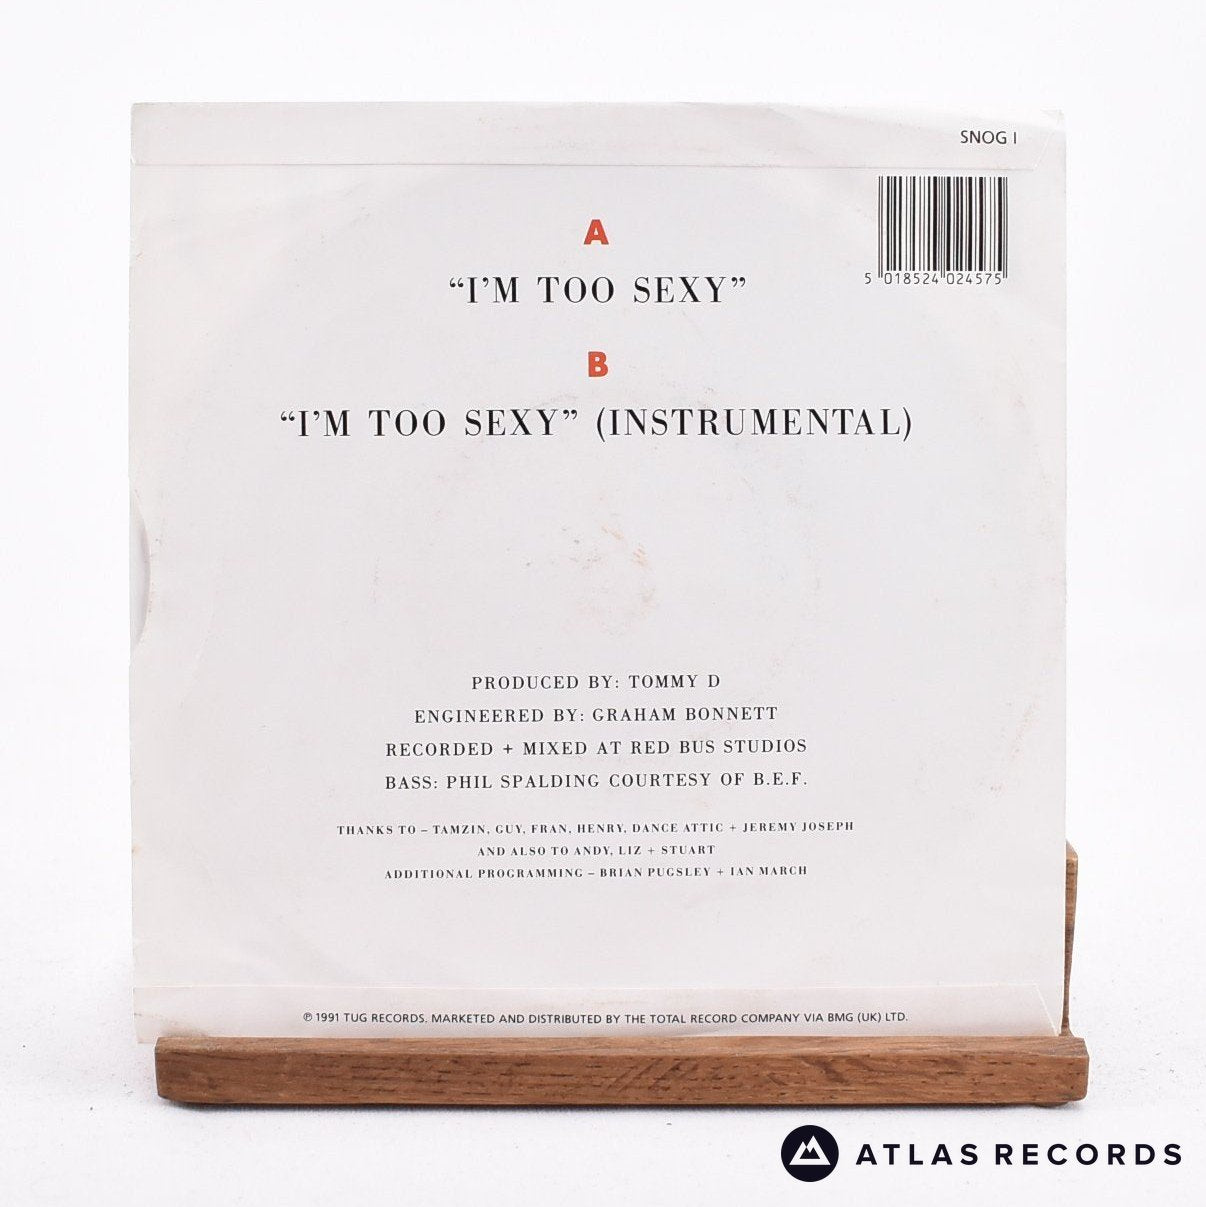 SNOG 1
5 018524 024575
A
“I’M TOO SEXY”
B
“I’M TOO SEXY” (INSTRUMENTAL)
PRODUCED BY: TOMMY D
ENGINEERED BY: GRAHAM BONNETT
RECORDED + MIXED AT RED BUS STUDIOS
BASS: PHIL SPALDING COURTESY OF B.E.F.
THANKS TO – TAMZIN, GUY, FRAN, HENRY, DANCE ATTIC + JEREMY JOSEPH
AND ALSO TO ANDY, LIZ + STUART
ADDITIONAL PROGRAMMING – BRIAN PUGSLEY + IAN MARCH
℗ 1991 TUG RECORDS. MARKETED AND DISTRIBUTED BY THE TOTAL RECORD COMPANY VIA BMG (UK) LTD.
ATLAS RECORDS